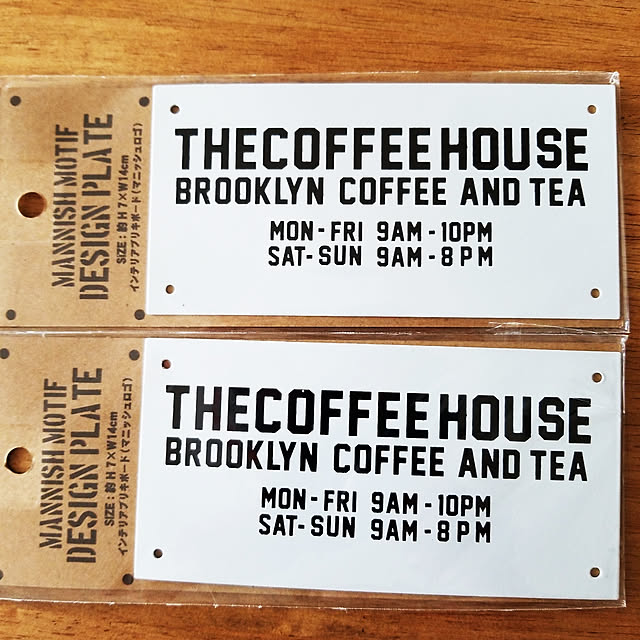 MANNISH MOTIF
DESIGN PLATE
SIZE : 約 H 7×W14cm
インテリアブリキボード(マニッシュロゴ)
THECOFFEE HOUSE
BROOKLYN COFFEE AND TEA
MON-FRI 9AM-10PM
SAT-SUN 9AM-8PM
MANNISH MOTIF
DESIGN PLATE
SIZE : 約 H 7×W14cm
インテリアブリキボード(マニッシュロゴ)
THECOFFEE HOUSE
BROOKLYN COFFEE AND TEA
MON-FRI 9AM-10PM
SAT-SUN 9AM-8PM